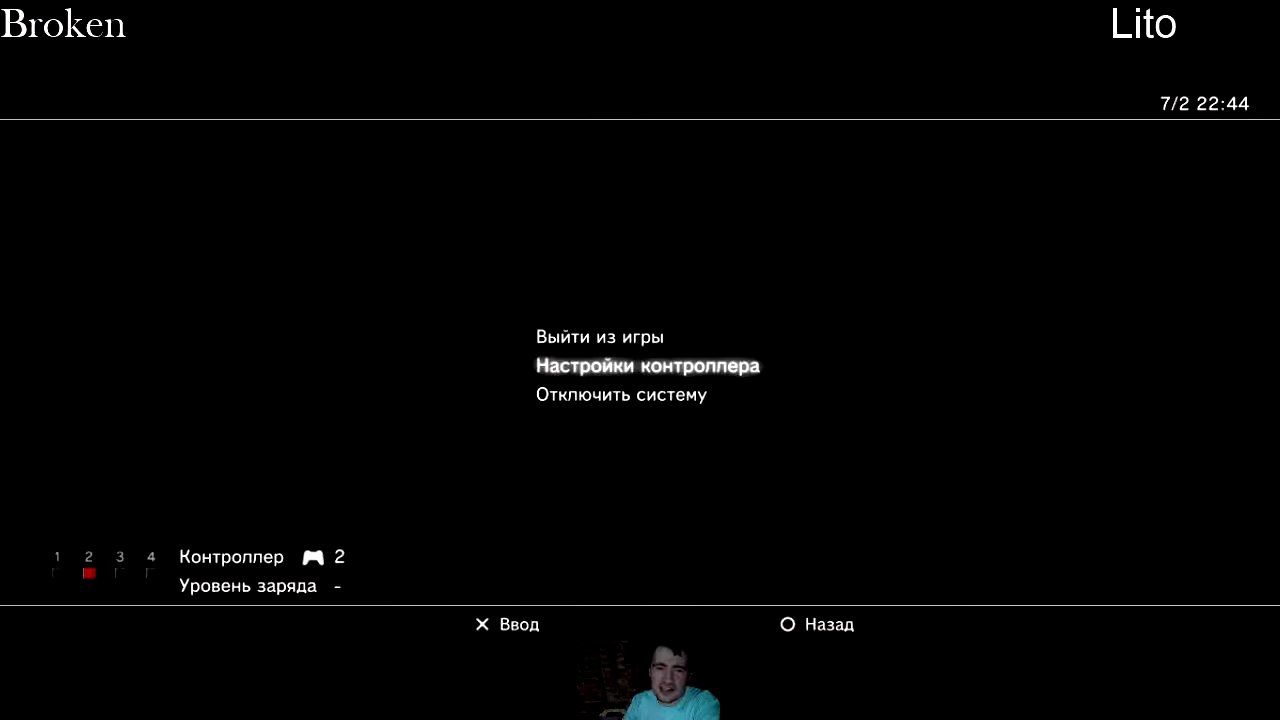 Broken
Lito
7/2 22:44
Выйти из игры
Настройки контроллера
Отключить систему
1 2 3 4
Контроллер 2
Уровень заряда -
Ввод
Назад